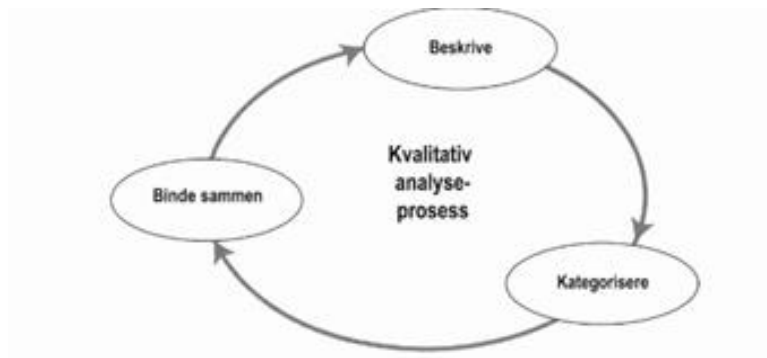 Beskrive
Kvalitativ
analyse-
prosess
Binde sammen
Kategorisere